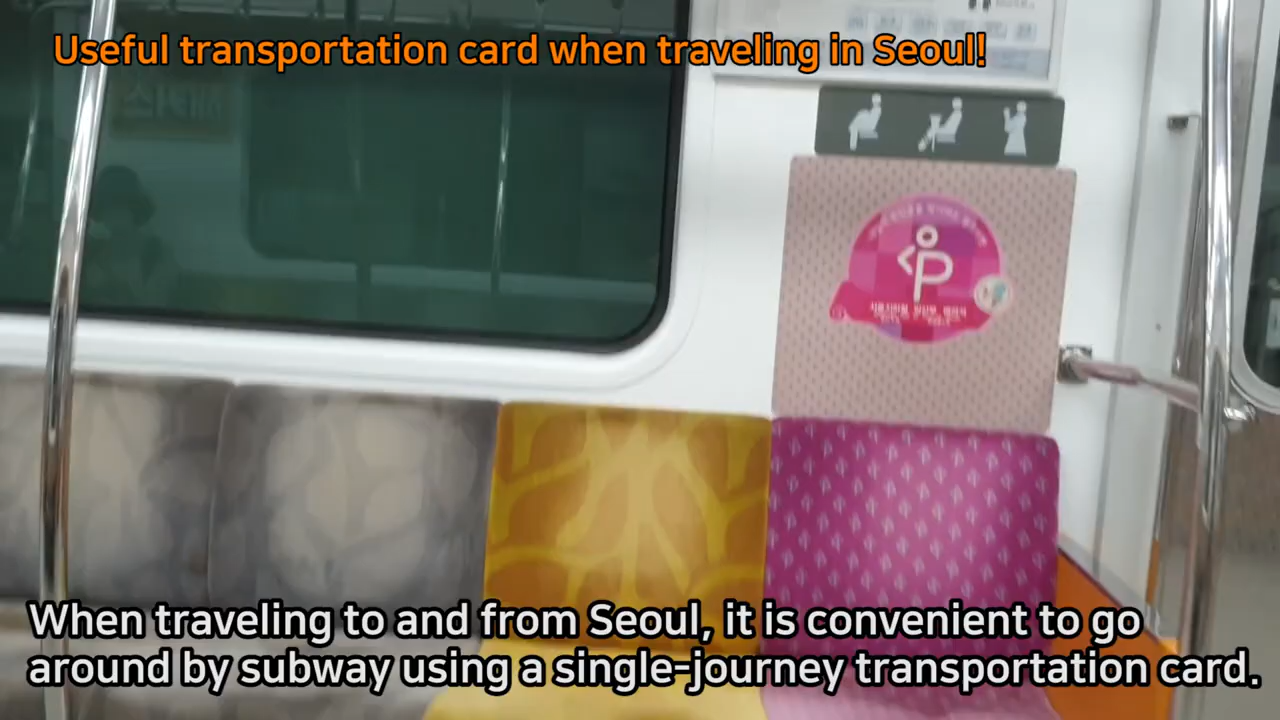 Useful transportation card when traveling in Seoul!
When traveling to and from Seoul, it is convenient to go
around by subway using a single-journey transportation card.